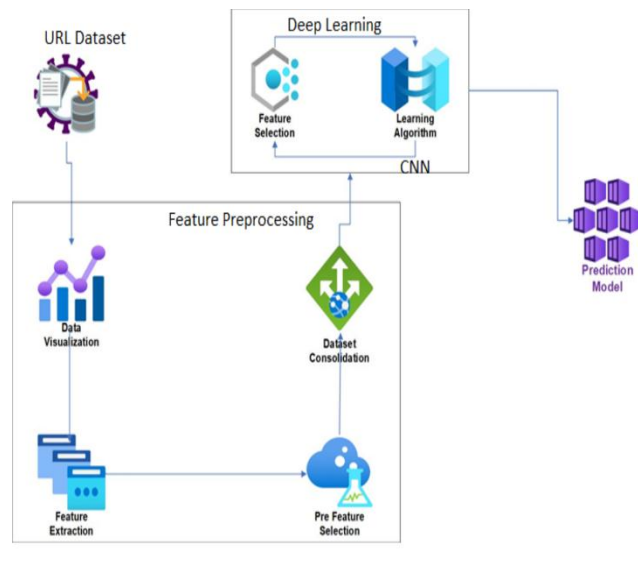 URL Dataset
Deep Learning
Feature
Selection
Learning
Algorithm
CNN
Feature Preprocessing
Data
Visualization
Dataset
Consolidation
Feature
Extraction
Pre Feature
Selection
Prediction
Model